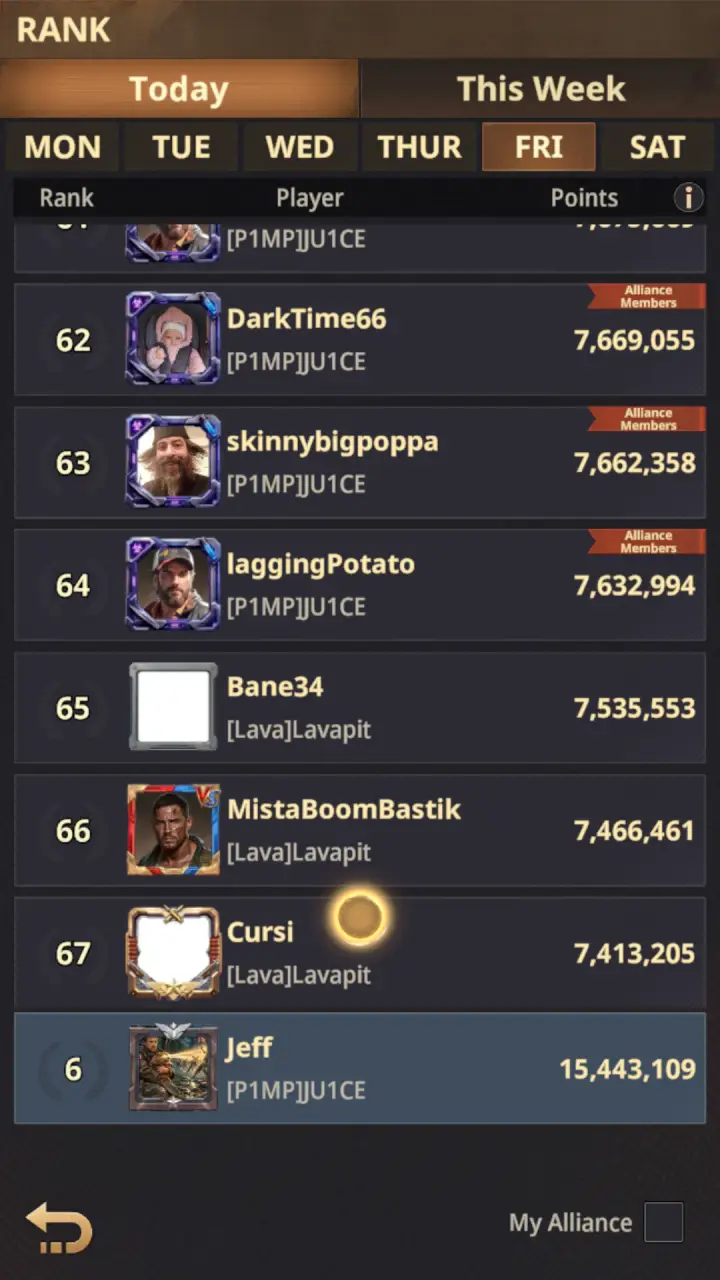 RANK
Today
This Week
MON
TUE
WED
THUR
FRI
SAT
Rank
Player
Points
[P1MP]JU1CE
62
DarkTime66
[P1MP]JU1CE
Alliance
Members
7,669,055
63
skinnybigpoppa
[P1MP]JU1CE
Alliance
Members
7,662,358
64
laggingPotato
[P1MP]JU1CE
Alliance
Members
7,632,994
65
Bane34
[Lava]Lavapit
7,535,553
66
MistaBoomBastik
[Lava]Lavapit
7,466,461
67
Cursi
[Lava]Lavapit
7,413,205
6
Jeff
[P1MP]JU1CE
15,443,109
My Alliance